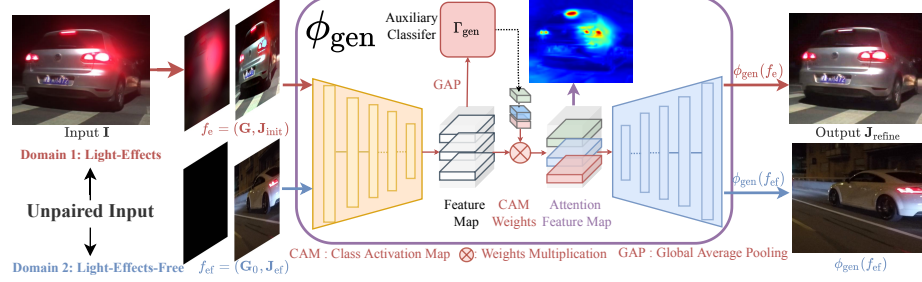 ϕ_gen
Auxiliary
Classifer
Γ_gen
GAP
ϕ_gen(f_e)
Input I
f_e = (G, J_init)
Output J_refine
Domain 1: Light-Effects
Unpaired Input
Feature
Map
CAM
Weights
Attention
Feature Map
ϕ_gen(f_ef)
Domain 2: Light-Effects-Free
f_ef = (G_0, J_ef)
CAM : Class Activation Map ⊗: Weights Multiplication GAP : Global Average Pooling
ϕ_gen(f_ef)